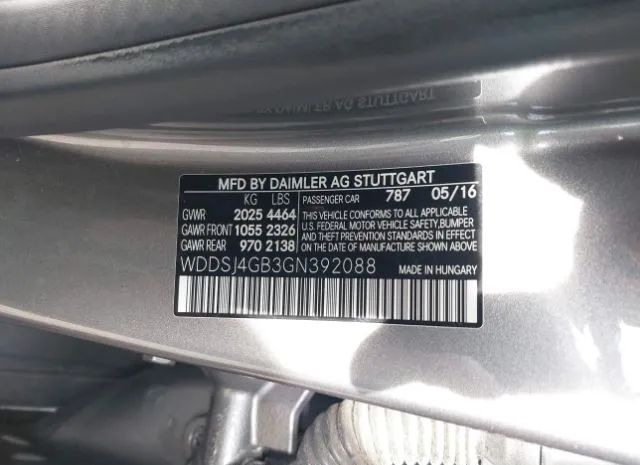 MFD BY DAIMLER AG STUTTGART
KG LBS
GVWR 2025 4464
GAWR FRONT 1055 2326
GAWR REAR 970 2138
PASSENGER CAR 787 05/16
THIS VEHICLE CONFORMS TO ALL APPLICABLE
U.S. FEDERAL MOTOR VEHICLE SAFETY,BUMPER
AND THEFT PREVENTION STANDARDS IN EFFECT
ON THE DATE OF MANUFACTURE SHOWN ABOVE.
WDDSJ4GB3GN392088 MADE IN HUNGARY